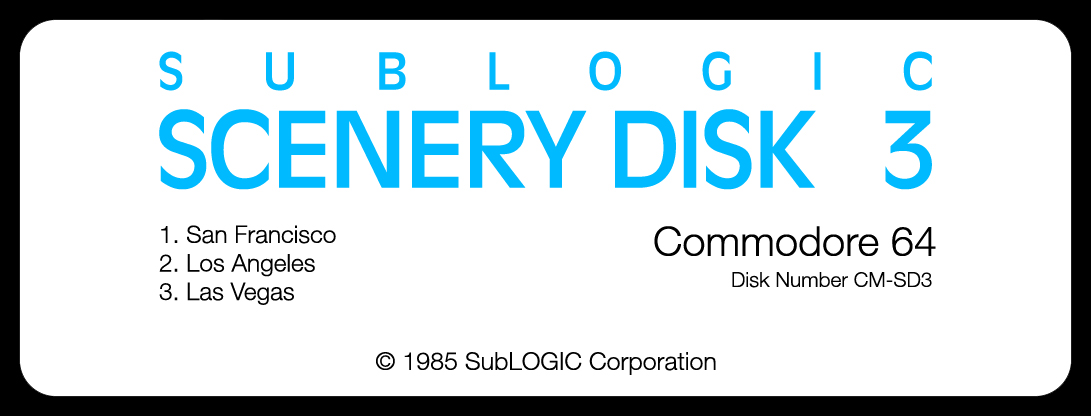 SUBLOGIC
SCENERY DISK 3
1. San Francisco
2. Los Angeles
3. Las Vegas
Commodore 64
Disk Number CM-SD3
© 1985 SubLOGIC Corporation